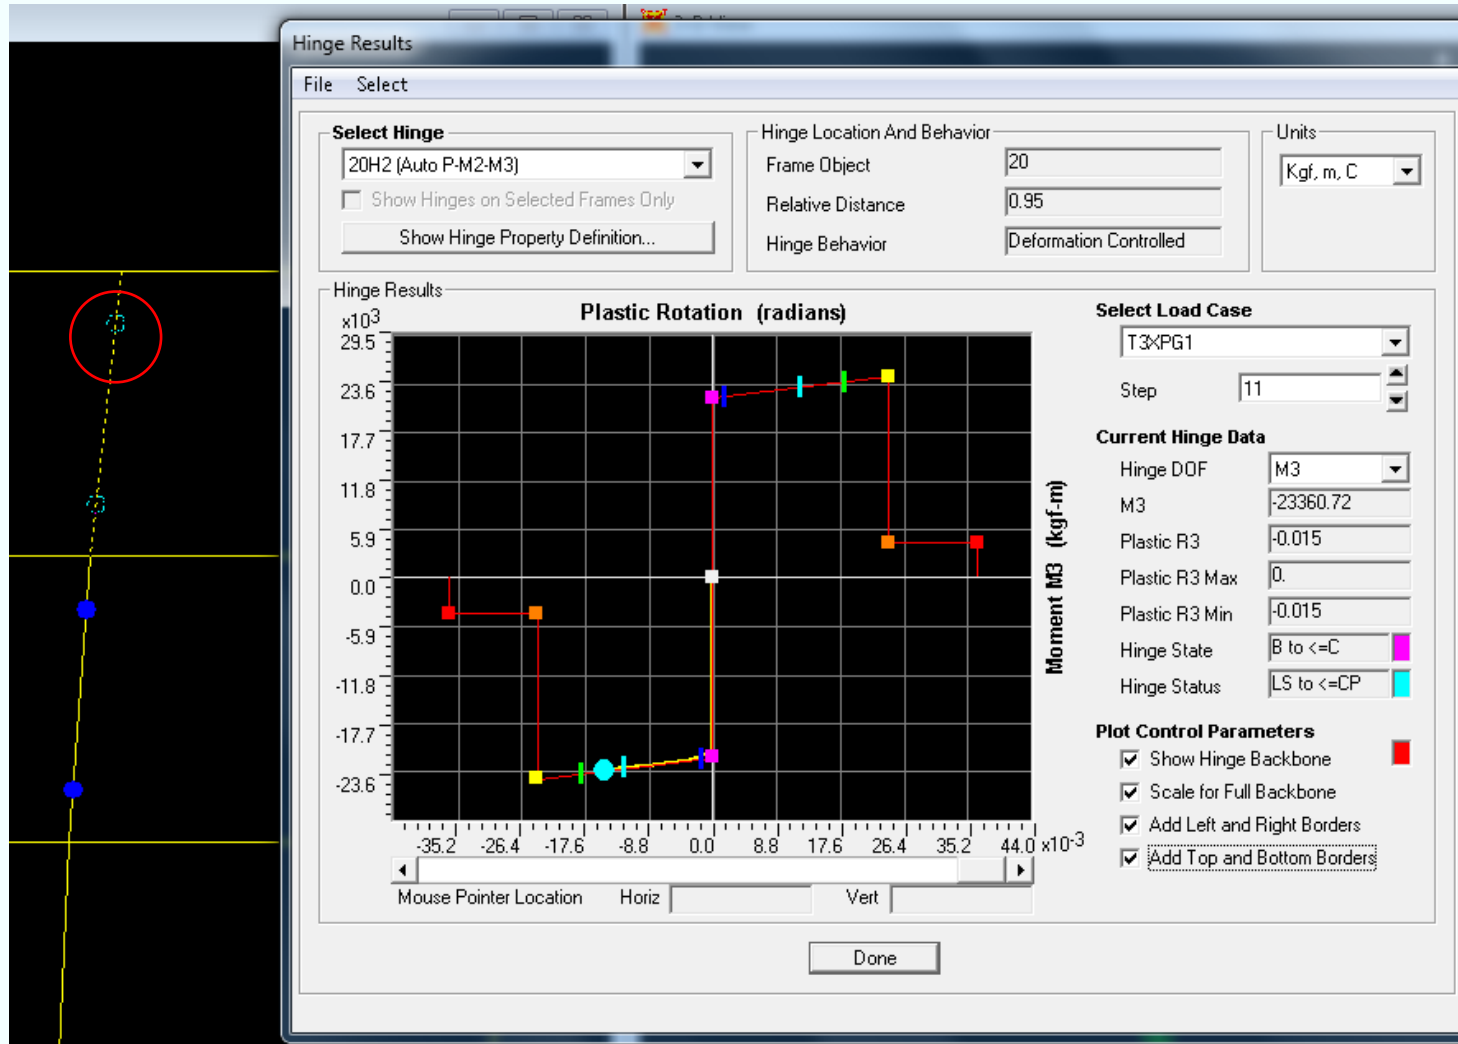 Hinge Results
File Select
Select Hinge
20H2 (Auto P-M2-M3)
Show Hinges on Selected Frames Only
Show Hinge Property Definition...
Hinge Location And Behavior
Frame Object 20
Relative Distance 0.95
Hinge Behavior Deformation Controlled
Units
Kgf, m, C
Hinge Results
Plastic Rotation (radians)
x10 3
29.5
23.6
17.7
11.8
5.9
0.0
-5.9
-11.8
-17.7
-23.6
-35.2 -26.4 -17.6 -8.8 0.0 8.8 17.6 26.4 35.2 44.0 x10 -3
Moment M3 (kgf-m)
Mouse Pointer Location Horiz Vert
Select Load Case
T3XPG1
Step 11
Current Hinge Data
Hinge DOF M3
M3 -23360.72
Plastic R3 -0.015
Plastic R3 Max 0.
Plastic R3 Min -0.015
Hinge State B to <=C
Hinge Status LS to <=CP
Plot Control Parameters
Show Hinge Backbone
Scale for Full Backbone
Add Left and Right Borders
Add Top and Bottom Borders
Done